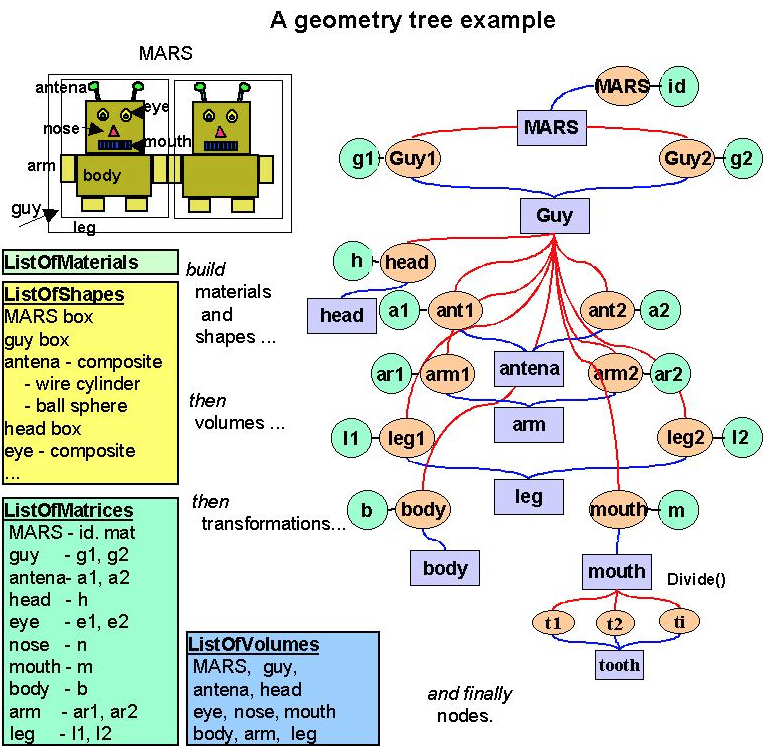 A geometry tree example
MARS
antena
eye
nose
mouth
arm
body
guy
leg
MARS id
MARS
g1 Guy1
Guy2 g2
Guy
h head
head
a1 ant1
ant2 a2
antena
ar1 arm1
arm2 ar2
arm
l1 leg1
leg2 l2
leg
b body
mouth m
body
mouth
Divide()
t1 t2 ti
tooth
ListOfMaterials
ListOfShapes
MARS box
guy box
antena - composite
- wire cylinder
- ball sphere
head box
eye - composite
...
build
materials
and
shapes ...
then
volumes ...
then
transformations...
and finally
nodes.
ListOfMatrices
MARS - id. mat
guy - g1, g2
antena- a1, a2
head - h
eye - e1, e2
nose - n
mouth - m
body - b
arm - ar1, ar2
leg - l1, l2
ListOfVolumes
MARS, guy,
antena, head
eye, nose, mouth
body, arm, leg